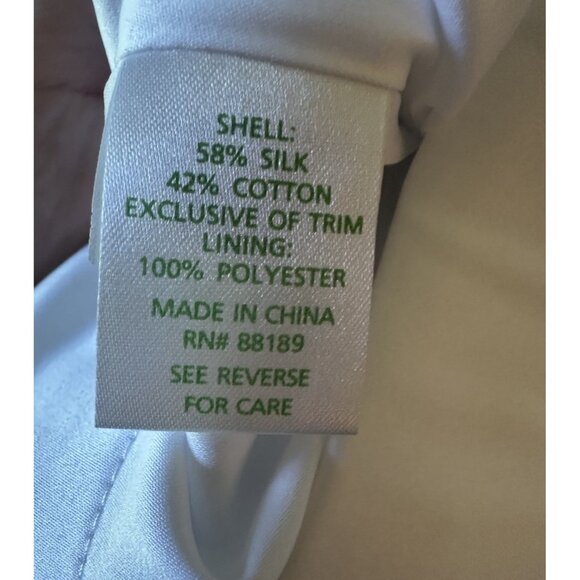 SHELL:
58% SILK
42% COTTON
EXCLUSIVE OF TRIM
LINING:
100% POLYESTER
MADE IN CHINA
RN# 88189
SEE REVERSE
FOR CARE